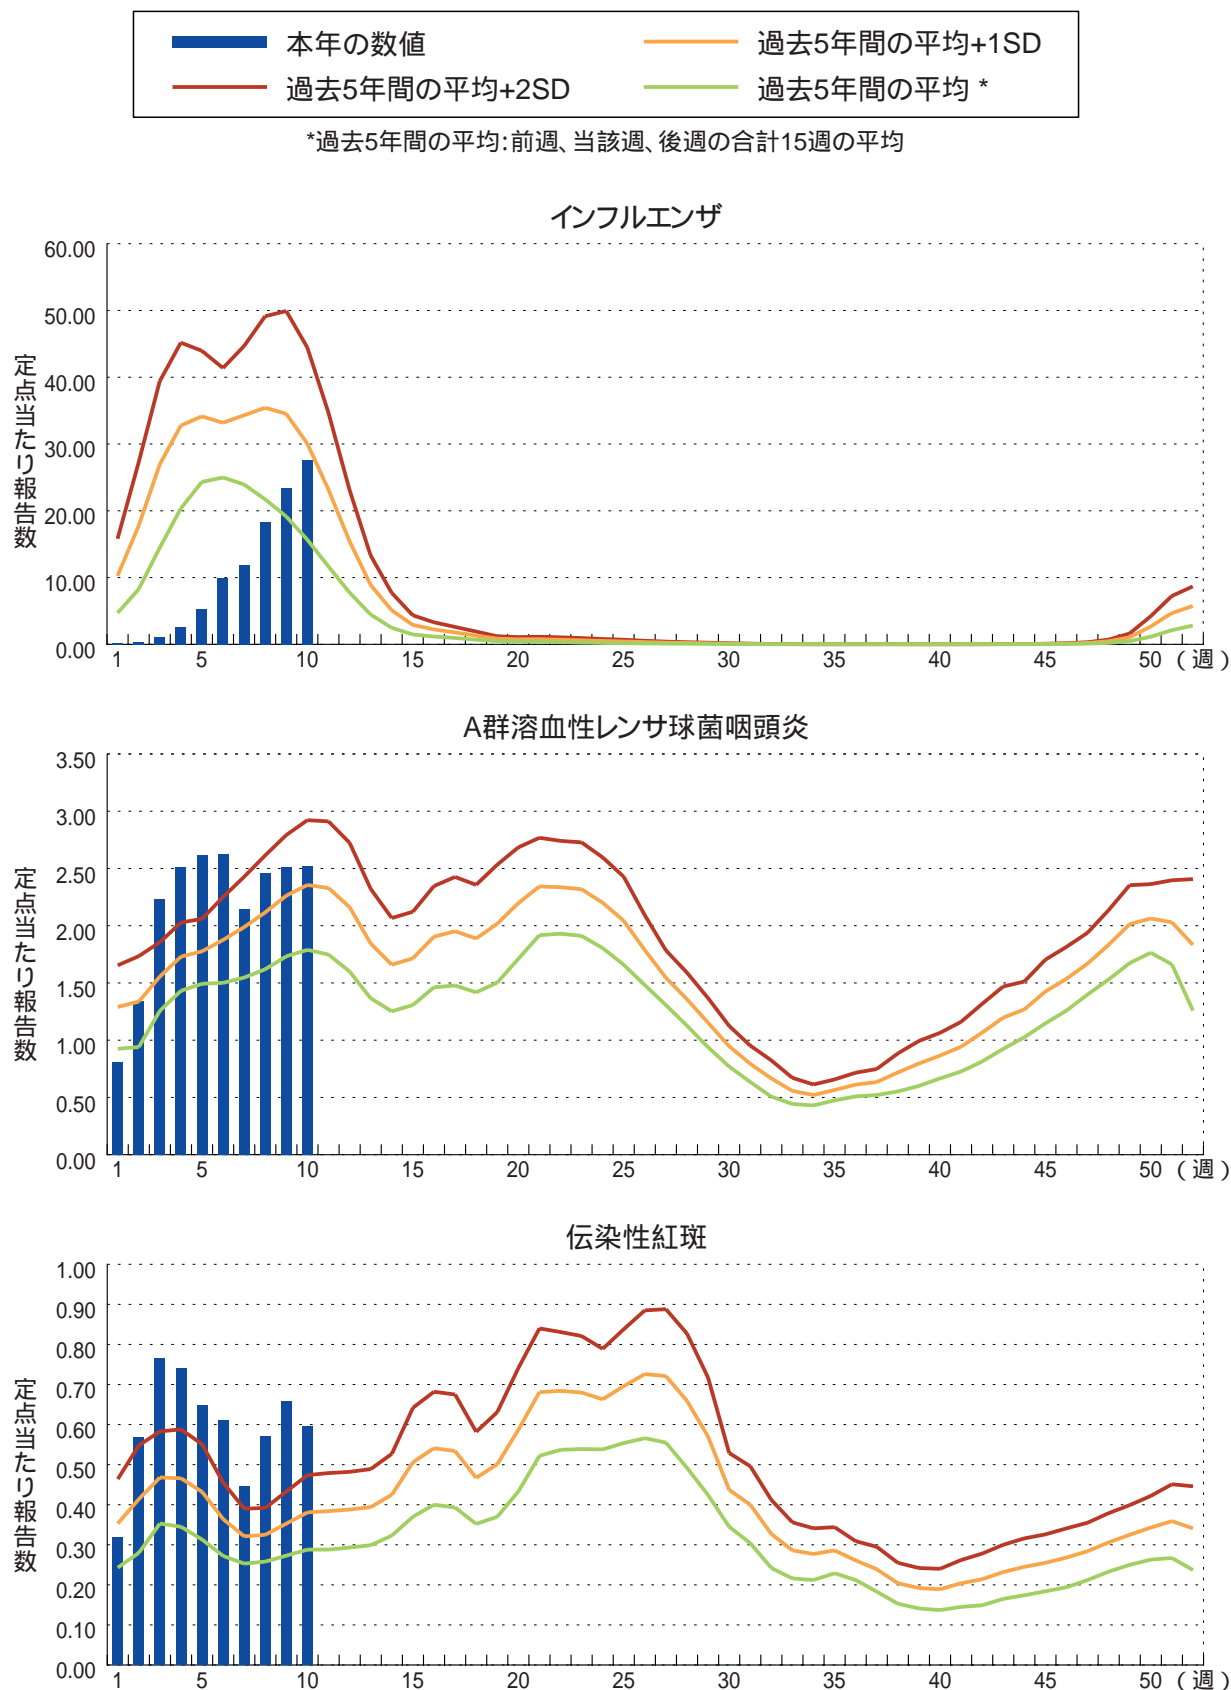 本年の数値
過去5年間の平均+1SD
過去5年間の平均+2SD
過去5年間の平均 *
*過去5年間の平均:前週、当該週、後週の合計15週の平均
インフルエンザ
60.00
50.00
40.00
30.00
20.00
10.00
0.00
定点当たり報告数
1 5 10 15 20 25 30 35 40 45 50 (週)
A群溶血性レンサ球菌咽頭炎
3.50
3.00
2.50
2.00
1.50
1.00
0.50
0.00
定点当たり報告数
1 5 10 15 20 25 30 35 40 45 50 (週)
伝染性紅斑
1.00
0.90
0.80
0.70
0.60
0.50
0.40
0.30
0.20
0.10
0.00
定点当たり報告数
1 5 10 15 20 25 30 35 40 45 50 (週)